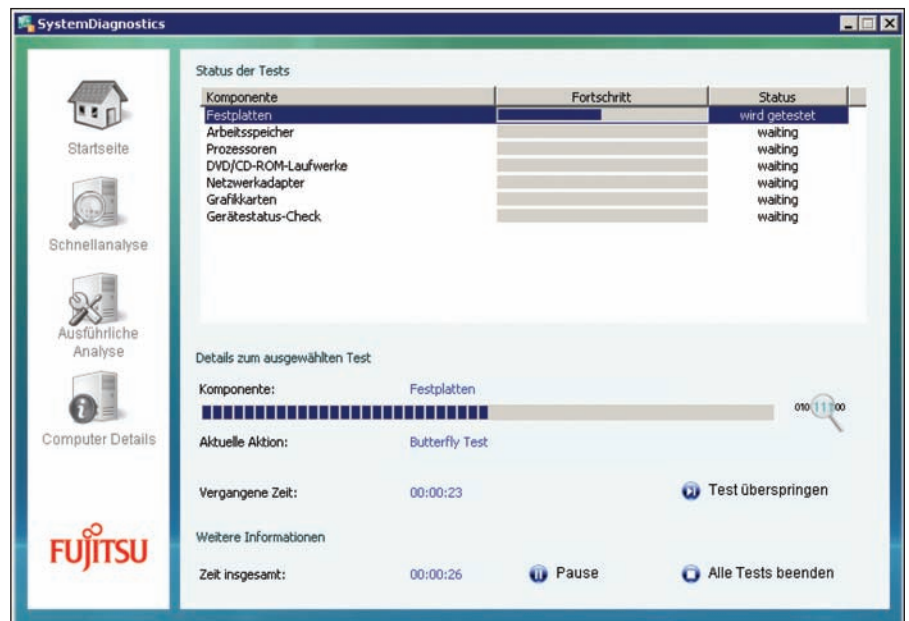 SystemDiagnostics
Startseite
Schnellanalyse
Ausführliche
Analyse
Computer Details
FUJITSU
Status der Tests
Komponente Fortschritt Status
Festplatten wird getestet
Arbeitsspeicher waiting
Prozessoren waiting
DVD/CD-ROM-Laufwerke waiting
Netzwerkadapter waiting
Grafikkarten waiting
Gerätestatus-Check waiting
Details zum ausgewählten Test
Komponente: Festplatten
010 111 00
Aktuelle Aktion: Butterfly Test
Vergangene Zeit: 00:00:23 Test überspringen
Weitere Informationen
Zeit insgesamt: 00:00:26 Pause Alle Tests beenden